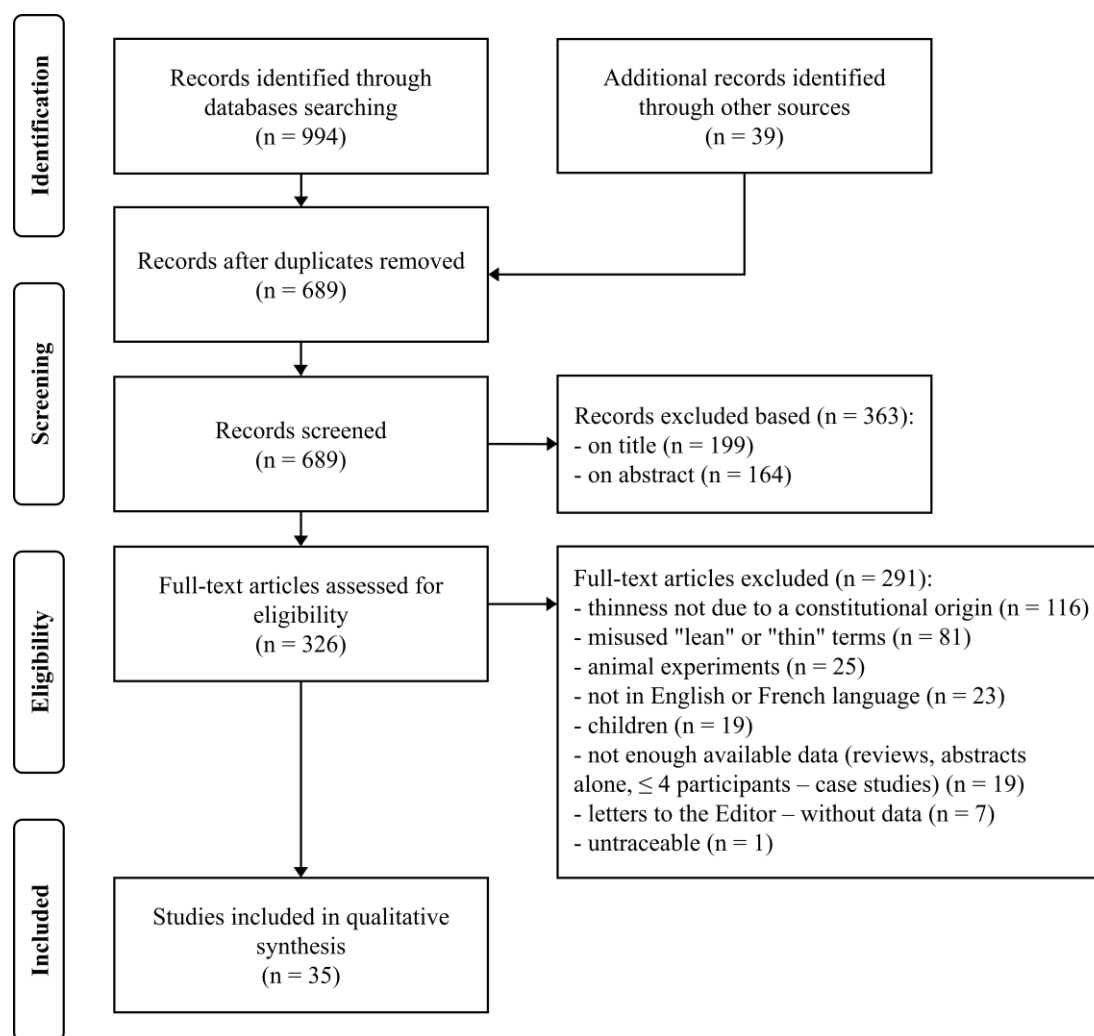 Identification
Records identified through
databases searching
(n = 994)
Additional records identified
through other sources
(n = 39)
Records after duplicates removed
(n = 689)
Screening
Records screened
(n = 689)
Records excluded based (n = 363):
- on title (n = 199)
- on abstract (n = 164)
Eligibility
Full-text articles assessed for
eligibility
(n = 326)
Full-text articles excluded (n = 291):
- thinness not due to a constitutional origin (n = 116)
- misused "lean" or "thin" terms (n = 81)
- animal experiments (n = 25)
- not in English or French language (n = 23)
- children (n = 19)
- not enough available data (reviews, abstracts
alone, ≤ 4 participants – case studies) (n = 19)
- letters to the Editor – without data (n = 7)
- untraceable (n = 1)
Included
Studies included in qualitative
synthesis
(n = 35)